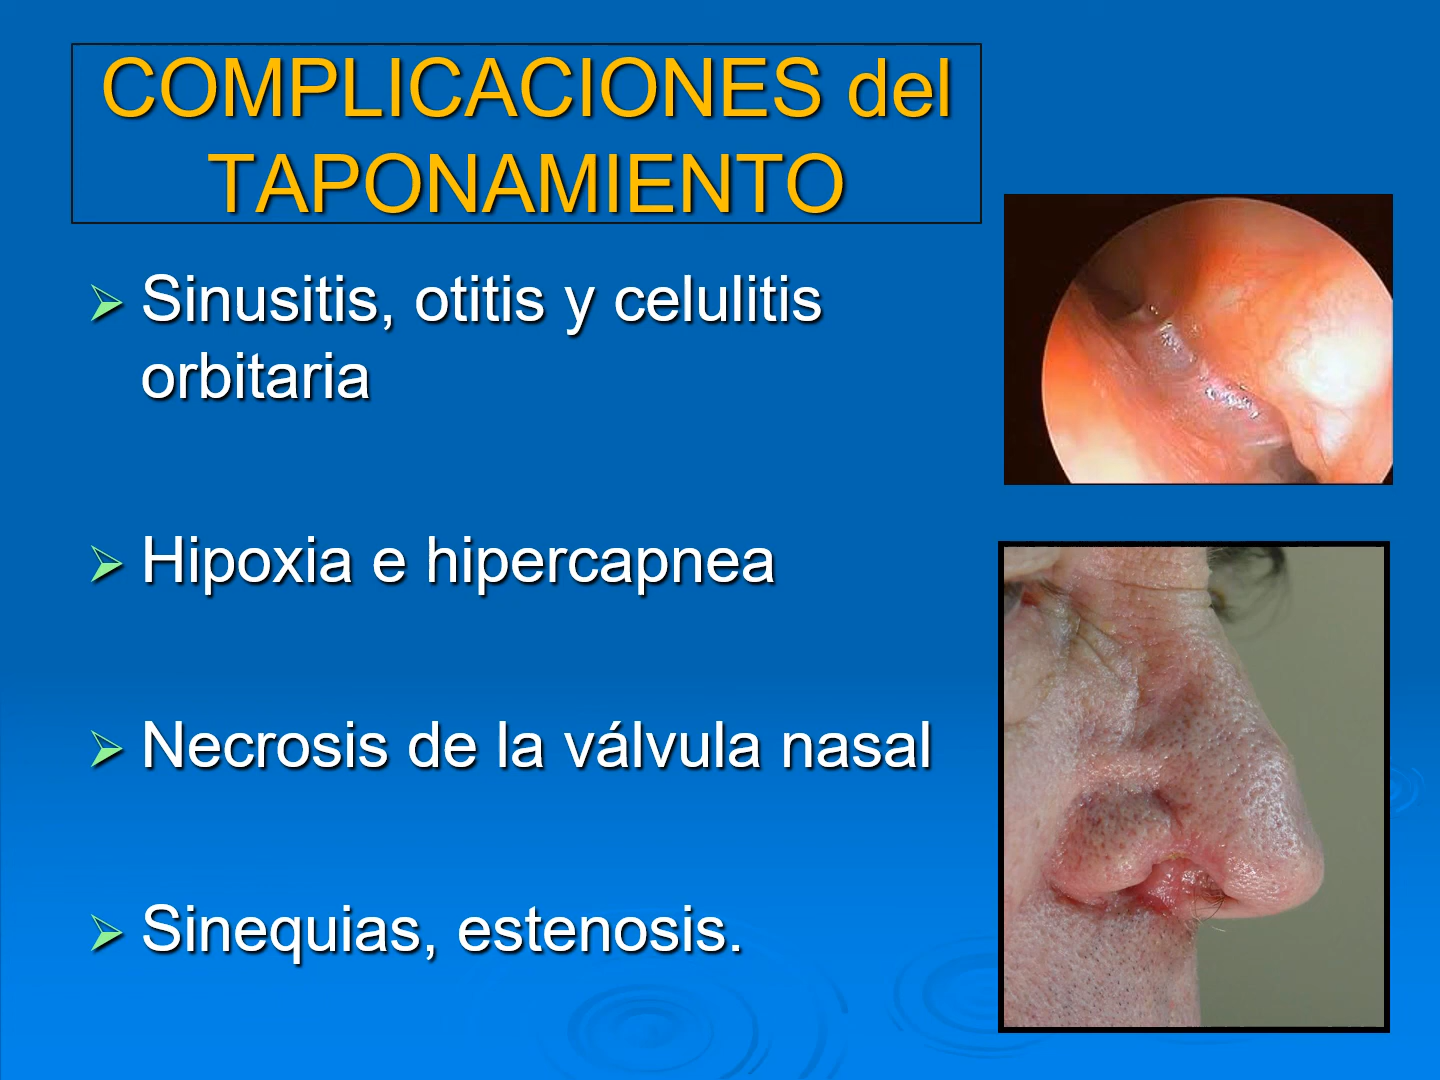 COMPLICACIONES del
TAPONAMIENTO
Sinusitis, otitis y celulitis
orbitaria
Hipoxia e hipercapnea
Necrosis de la válvula nasal
Sinequias, estenosis.